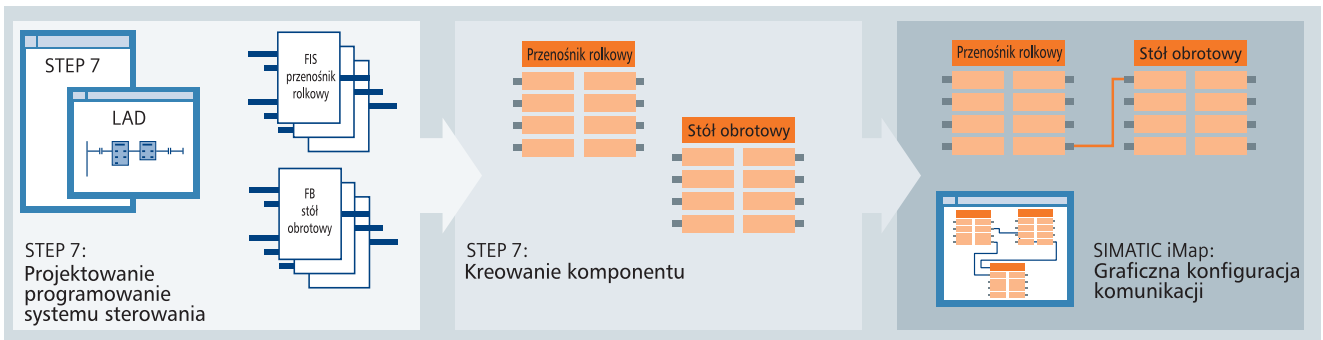 STEP 7
LAD
FIS
przenośnik
rolkowy
FB
stół
obrotowy
STEP 7:
Projektowanie
programowanie
systemu sterowania
Przenośnik rolkowy
Stół obrotowy
STEP 7:
Kreowanie komponentu
Przenośnik rolkowy
Stół obrotowy
SIMATIC iMap:
Graficzna konfiguracja
komunikacji